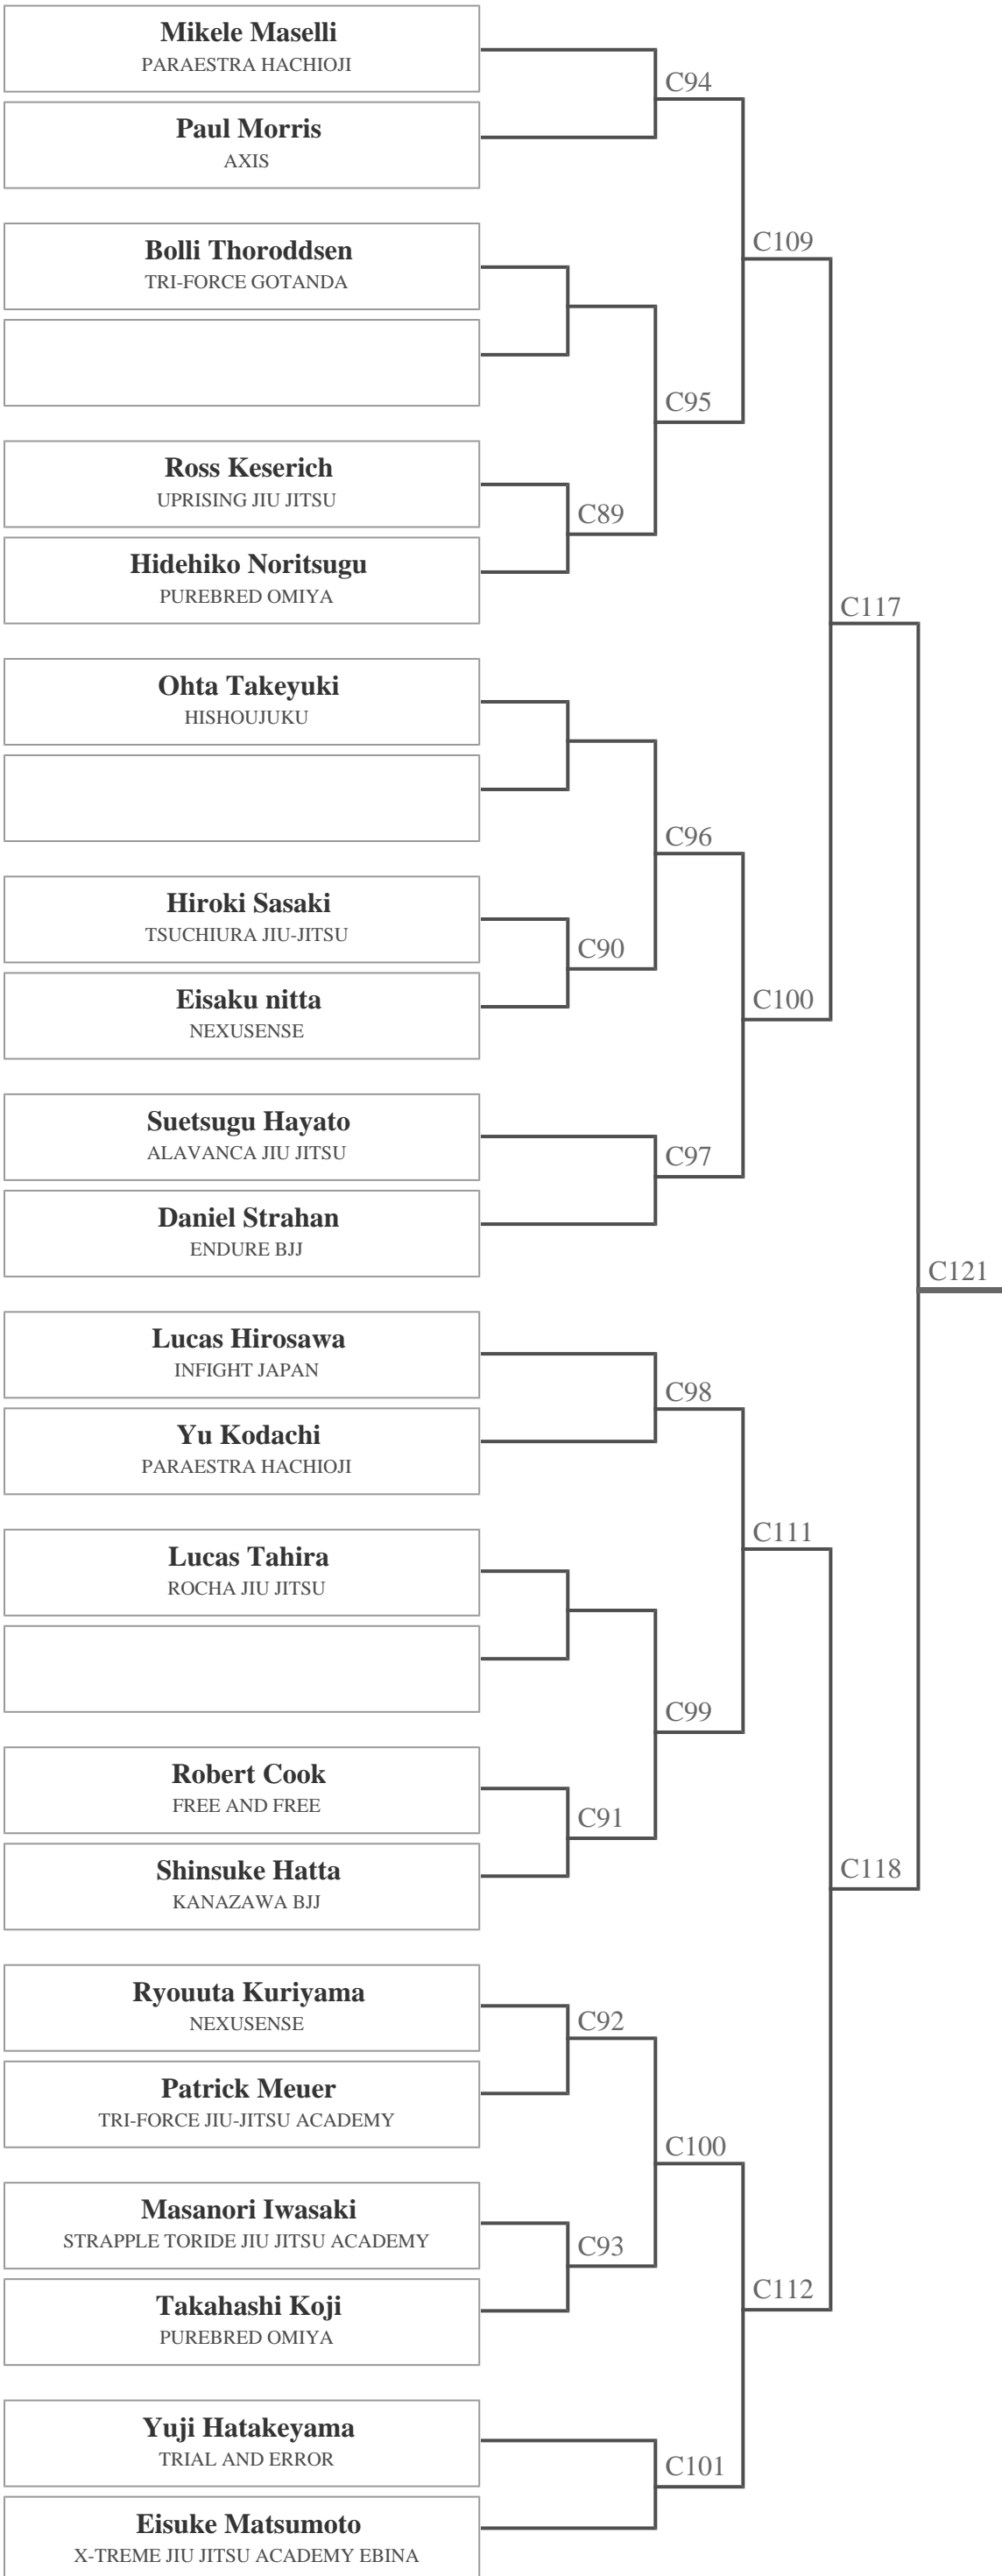 Mikele Maselli
PARAESTRA HACHIOJI
C94
Paul Morris
AXIS
C109
Bolli Thoroddsen
TRI-FORCE GOTANDA
C95
Ross Keserich
UPRISING JIU JITSU
C89
Hidehiko Noritsugu
PUREBRED OMIYA
C117
Ohta Takeyuki
HISHOUJUKU
C96
Hiroki Sasaki
TSUCHIURA JIU-JITSU
C90
Eisaku nitta
NEXUSENSE
C100
Suetsugu Hayato
ALAVANCA JIU JITSU
C97
Daniel Strahan
ENDURE BJJ
C121
Lucas Hirosawa
INFIGHT JAPAN
C98
Yu Kodachi
PARAESTRA HACHIOJI
C111
Lucas Tahira
ROCHA JIU JITSU
C99
Robert Cook
FREE AND FREE
C91
Shinsuke Hatta
KANAZAWA BJJ
C118
Ryouuta Kuriyama
NEXUSENSE
C92
Patrick Meuer
TRI-FORCE JIU-JITSU ACADEMY
C100
Masanori Iwasaki
STRAPPLE TORIDE JIU JITSU ACADEMY
C93
Takahashi Koji
PUREBRED OMIYA
C112
Yuji Hatakeyama
TRIAL AND ERROR
C101
Eisuke Matsumoto
X-TREME JIU JITSU ACADEMY EBINA